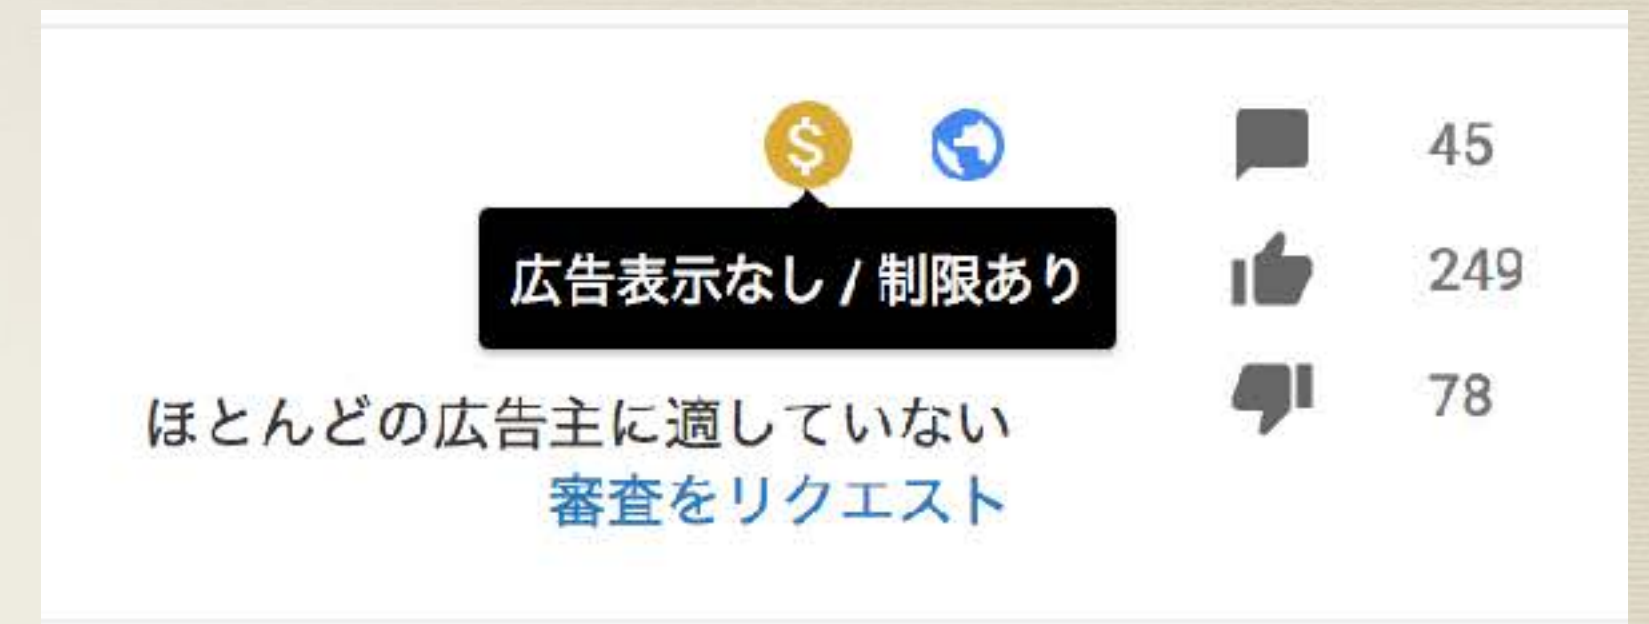 $
45
広告表示なし / 制限あり
249
ほとんどの広告主に適していない
78
審査をリクエスト